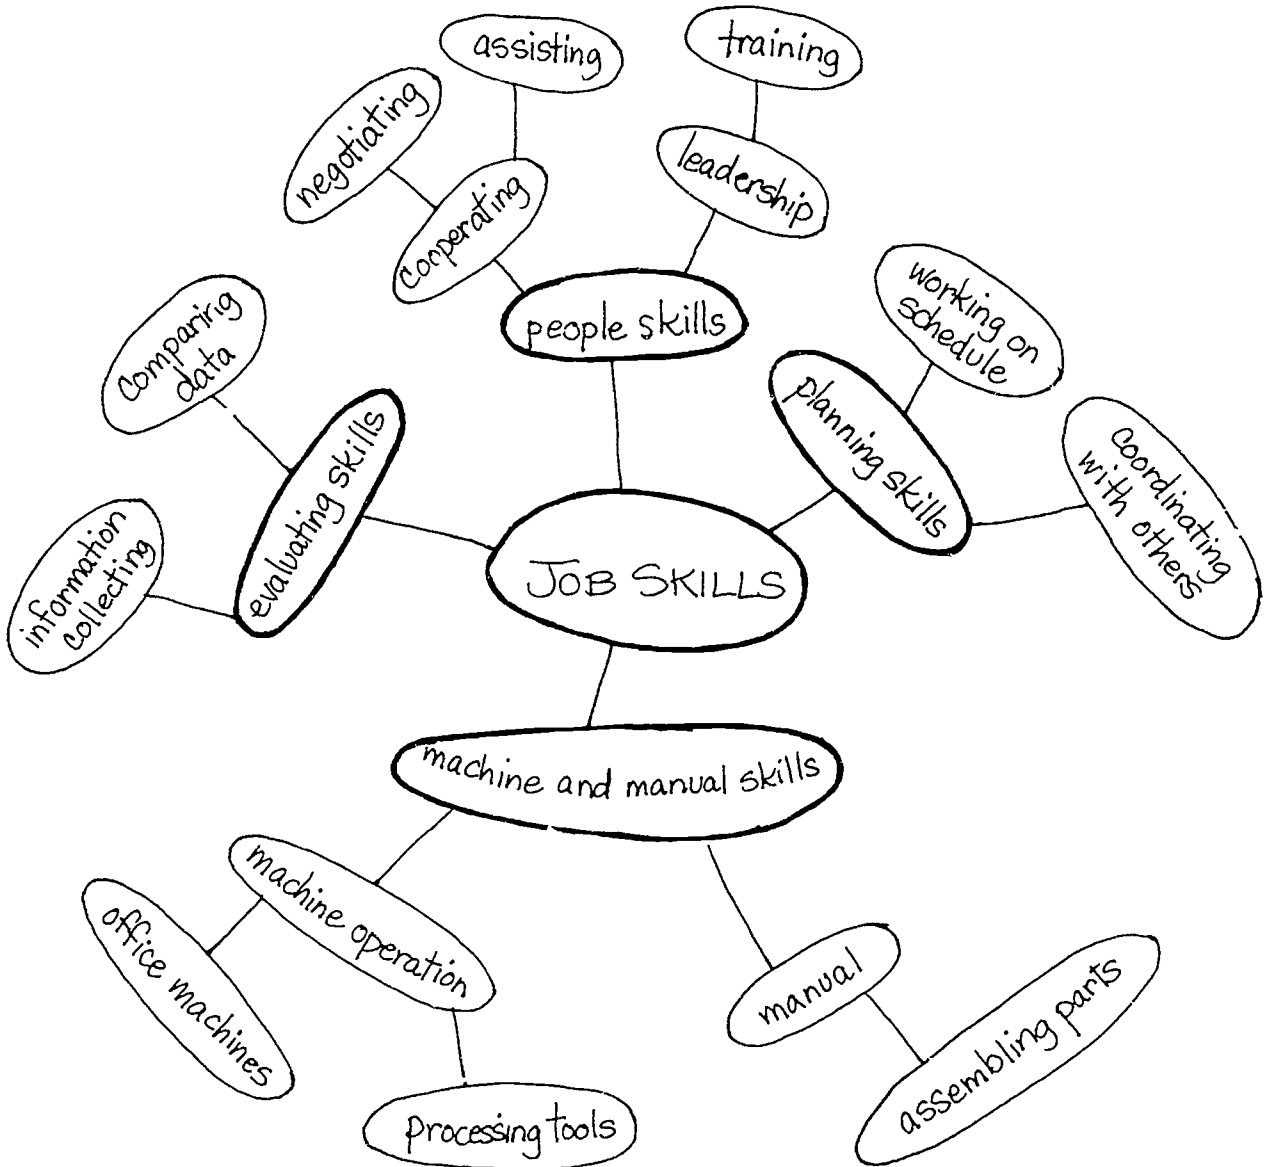 assisting
training
negotiating
leadership
cooperating
working on
schedule
people skills
comparing
data
planning skills
coordinating
with others
evaluating skills
information
collecting
JOB SKILLS
machine and manual skills
machine operation
office machines
manual
assembling parts
processing tools